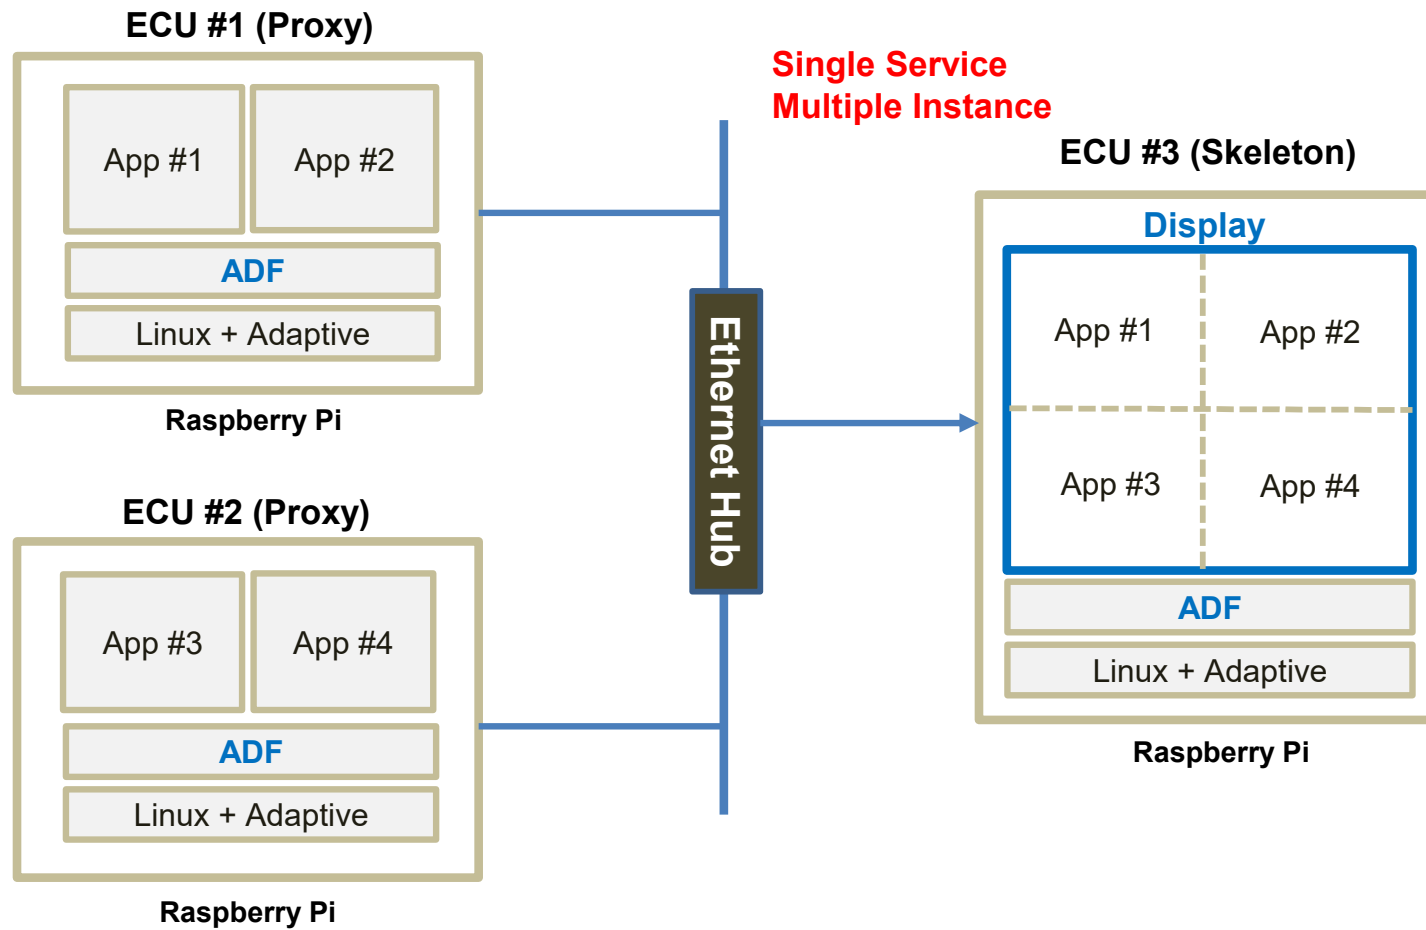 ECU #1 (Proxy)
App #1
App #2
ADF
Linux + Adaptive
Raspberry Pi
ECU #2 (Proxy)
App #3
App #4
ADF
Linux + Adaptive
Raspberry Pi
Ethernet Hub
Single Service
Multiple Instance
ECU #3 (Skeleton)
Display
App #1
App #2
App #3
App #4
ADF
Linux + Adaptive
Raspberry Pi